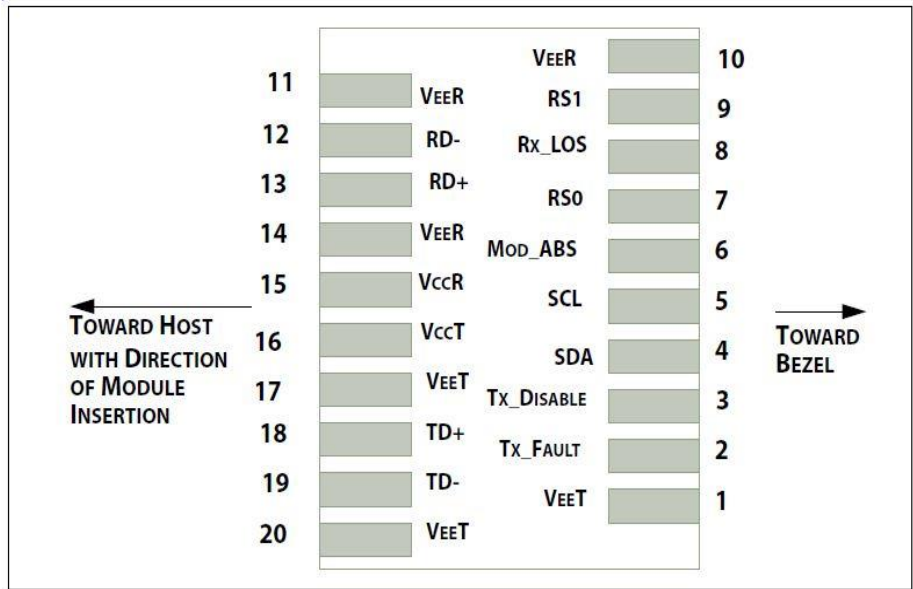 11 VEER
12 RD-
13 RD+
14 VEER
15 VCCR
16 VCCT
17 VEET
18 TD+
19 TD-
20 VEET
VEER 10
RS1 9
RX_LOS 8
RS0 7
MOD_ABS 6
SCL 5
SDA 4
TX_DISABLE 3
TX_FAULT 2
VEET 1
TOWARD HOST
WITH DIRECTION
OF MODULE
INSERTION
TOWARD
BEZEL